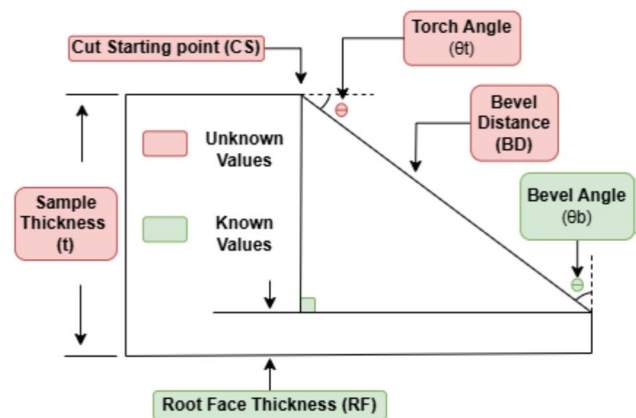 Cut Starting point (CS)
Torch Angle
(θt)
Θ
Bevel
Distance
(BD)
Unknown
Values
Sample
Thickness
(t)
Known
Values
Bevel Angle
(θb)
Θ
Root Face Thickness (RF)